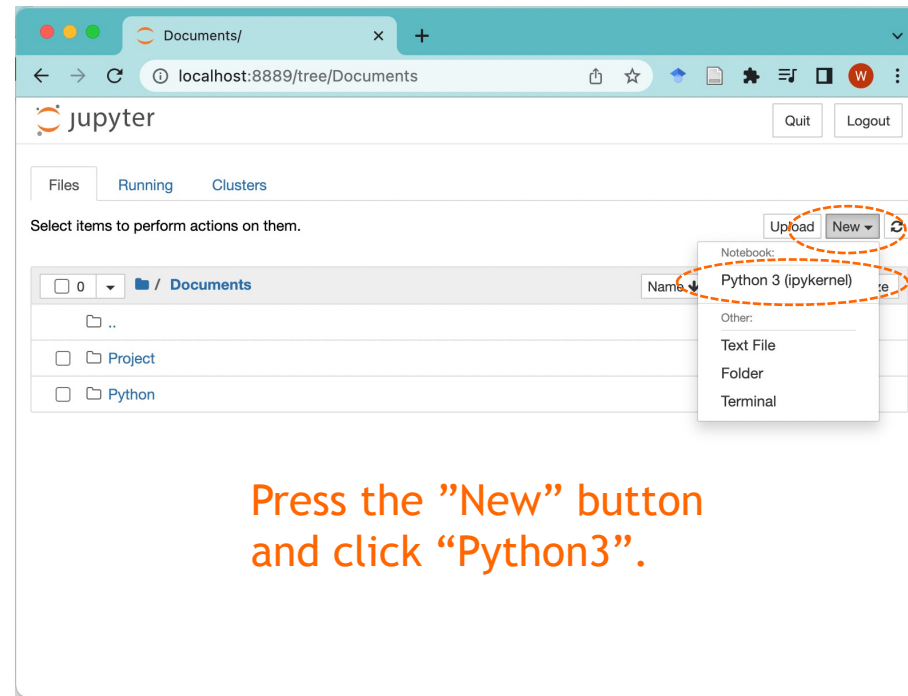 Documents/
localhost:8889/tree/Documents
W
jupyter
Quit
Logout
Files
Running
Clusters
Select items to perform actions on them.
Upload
New
Notebook:
Python 3 (ipykernel)
Other:
Text File
Folder
Terminal
0
/ Documents
Name
..
Project
Python
Press the ”New” button
and click “Python3”.